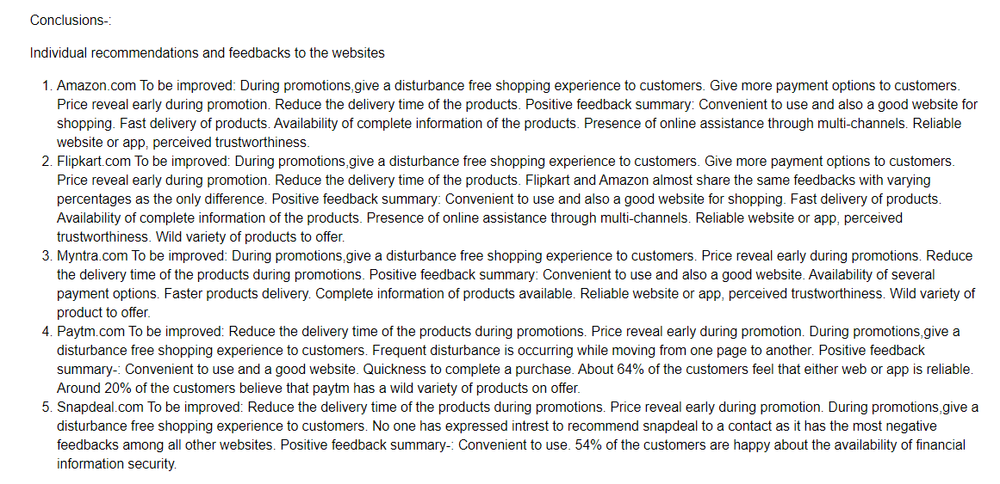 Conclusions-:
Individual recommendations and feedbacks to the websites
1. Amazon.com To be improved: During promotions,give a disturbance free shopping experience to customers. Give more payment options to customers.
Price reveal early during promotion. Reduce the delivery time of the products. Positive feedback summary: Convenient to use and also a good website for
shopping. Fast delivery of products. Availability of complete information of the products. Presence of online assistance through multi-channels. Reliable
website or app, perceived trustworthiness.
2. Flipkart.com To be improved: During promotions,give a disturbance free shopping experience to customers. Give more payment options to customers.
Price reveal early during promotion. Reduce the delivery time of the products. Flipkart and Amazon almost share the same feedbacks with varying
percentages as the only difference. Positive feedback summary: Convenient to use and also a good website for shopping. Fast delivery of products.
Availability of complete information of the products. Presence of online assistance through multi-channels. Reliable website or app, perceived
trustworthiness. Wild variety of products to offer.
3. Myntra.com To be improved: During promotions,give a disturbance free shopping experience to customers. Price reveal early during promotions. Reduce
the delivery time of the products during promotions. Positive feedback summary: Convenient to use and also a good website. Availability of several
payment options. Faster products delivery. Complete information of products available. Reliable website or app, perceived trustworthiness. Wild variety of
product to offer.
4. Paytm.com To be improved: Reduce the delivery time of the products during promotions. Price reveal early during promotion. During promotions,give a
disturbance free shopping experience to customers. Frequent disturbance is occurring while moving from one page to another. Positive feedback
summary-: Convenient to use and a good website. Quickness to complete a purchase. About 64% of the customers feel that either web or app is reliable.
Around 20% of the customers believe that paytm has a wild variety of products on offer.
5. Snapdeal.com To be improved: Reduce the delivery time of the products during promotions. Price reveal early during promotion. During promotions,give a
disturbance free shopping experience to customers. No one has expressed intrest to recommend snapdeal to a contact as it has the most negative
feedbacks among all other websites. Positive feedback summary-: Convenient to use. 54% of the customers are happy about the availability of financial
information security.